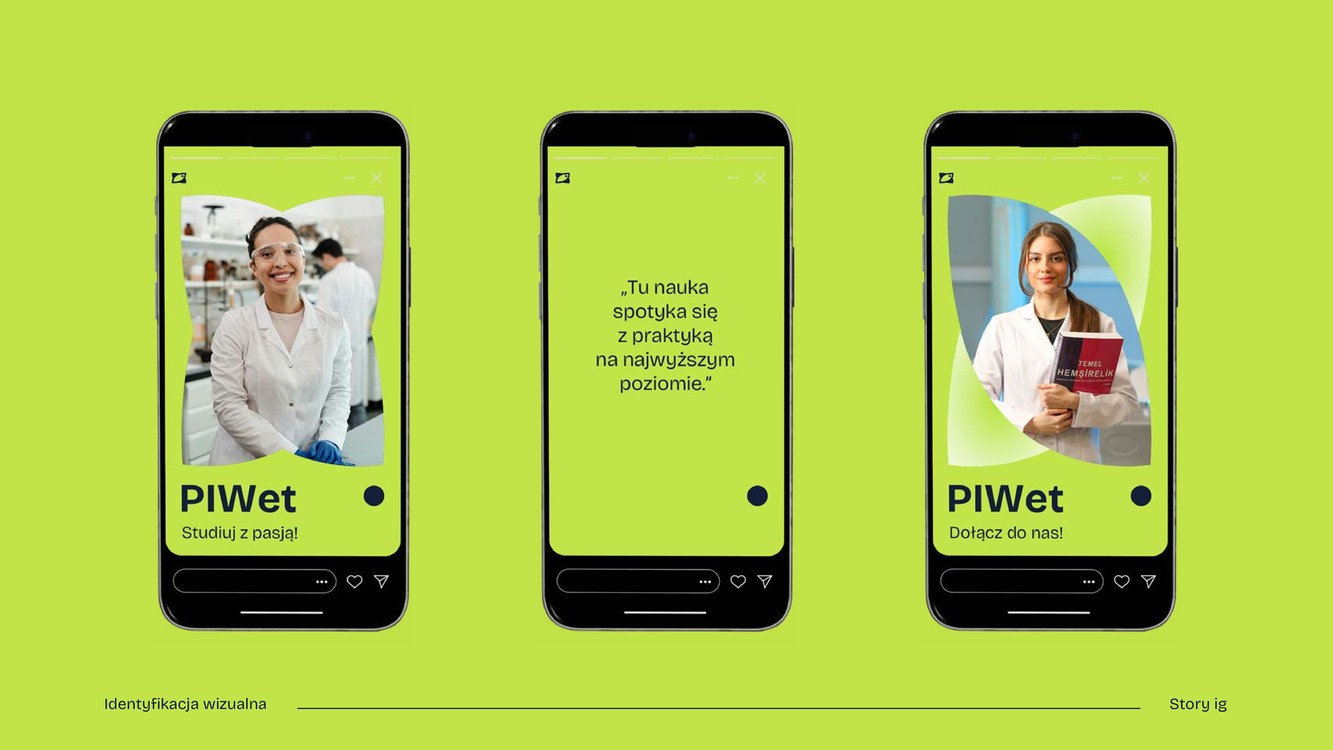 PIWet
Studiuj z pasją!
„Tu nauka
spotyka się
z praktyką
na najwyższym
poziomie.”
TEMEL
HEMŞİRELİK
PIWet
Dołącz do nas!
Identyfikacja wizualna
Story ig